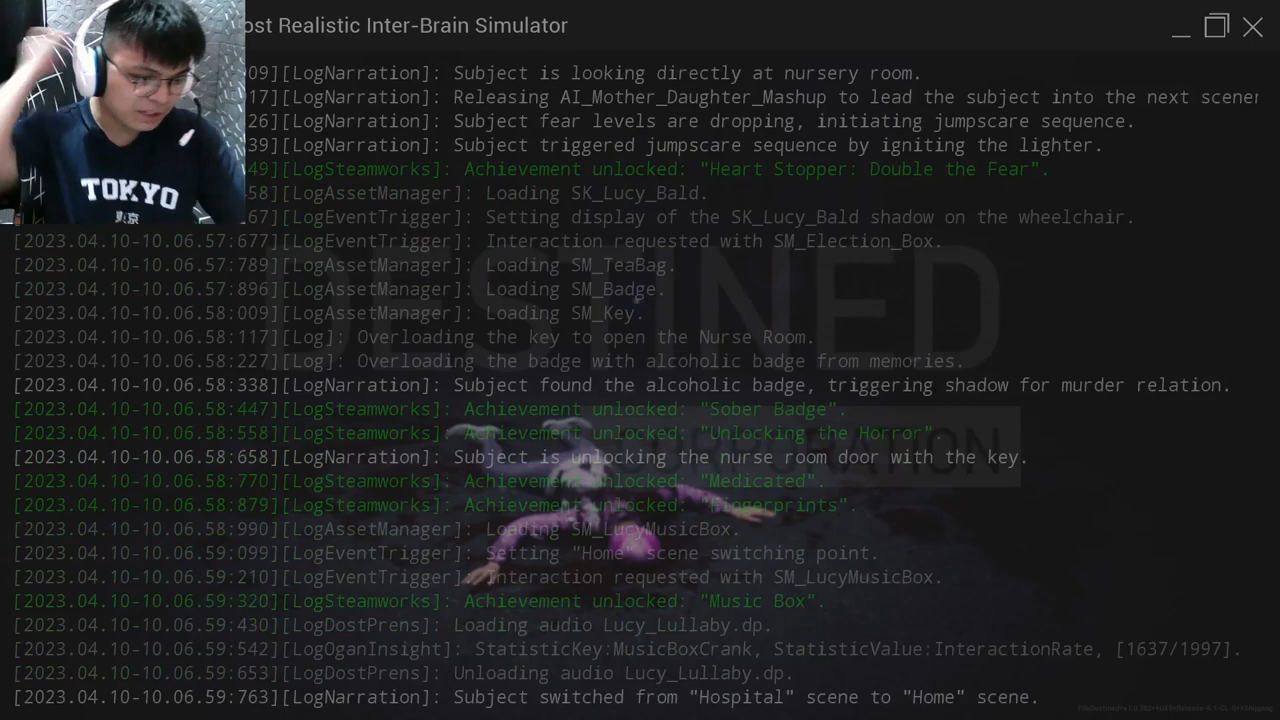 ost Realistic Inter-Brain Simulator
TOKYO
東京
09][LogNarration]: Subject is looking directly at nursery room.
17][LogNarration]: Releasing AI_Mother_Daughter_Mashup to lead the subject into the next scener
26][LogNarration]: Subject fear levels are dropping, initiating jumpscare sequence.
39][LogNarration]: Subject triggered jumpscare sequence by igniting the lighter.
49][LogSteamworks]: Achievement unlocked: "Heart Stopper: Double the Fear".
58][LogAssetManager]: Loading SK_Lucy_Bald.
67][LogEventTrigger]: Setting display of the SK_Lucy_Bald shadow on the wheelchair.
[2023.04.10-10.06.57:677][LogEventTrigger]: Interaction requested with SM_Election_Box.
[2023.04.10-10.06.57:789][LogAssetManager]: Loading SM_TeaBag.
[2023.04.10-10.06.57:896][LogAssetManager]: Loading SM_Badge.
[2023.04.10-10.06.58:009][LogAssetManager]: Loading SM_Key.
[2023.04.10-10.06.58:117][Log]: Overloading the key to open the Nurse Room.
[2023.04.10-10.06.58:227][Log]: Overloading the badge with alcoholic badge from memories.
[2023.04.10-10.06.58:338][LogNarration]: Subject found the alcoholic badge, triggering shadow for murder relation.
[2023.04.10-10.06.58:447][LogSteamworks]: Achievement unlocked: "Sober Badge".
[2023.04.10-10.06.58:558][LogSteamworks]: Achievement unlocked: "Unlocking the Horror".
[2023.04.10-10.06.58:658][LogNarration]: Subject is unlocking the nurse room door with the key.
[2023.04.10-10.06.58:770][LogSteamworks]: Achievement unlocked: "Medicated".
[2023.04.10-10.06.58:879][LogSteamworks]: Achievement unlocked: "Fingerprints".
[2023.04.10-10.06.58:990][LogAssetManager]: Loading SM_LucyMusicBox.
[2023.04.10-10.06.59:099][LogEventTrigger]: Setting "Home" scene switching point.
[2023.04.10-10.06.59:210][LogEventTrigger]: Interaction requested with SM_LucyMusicBox.
[2023.04.10-10.06.59:320][LogSteamworks]: Achievement unlocked: "Music Box".
[2023.04.10-10.06.59:430][LogDostPrens]: Loading audio Lucy_Lullaby.dp.
[2023.04.10-10.06.59:542][LogOganInsight]: StatisticKey:MusicBoxCrank, StatisticValue:InteractionRate, [1637/1997].
[2023.04.10-10.06.59:653][LogDostPrens]: Unloading audio Lucy_Lullaby.dp.
[2023.04.10-10.06.59:763][LogNarration]: Subject switched from "Hospital" scene to "Home" scene.
DESTINED
CORPORATION